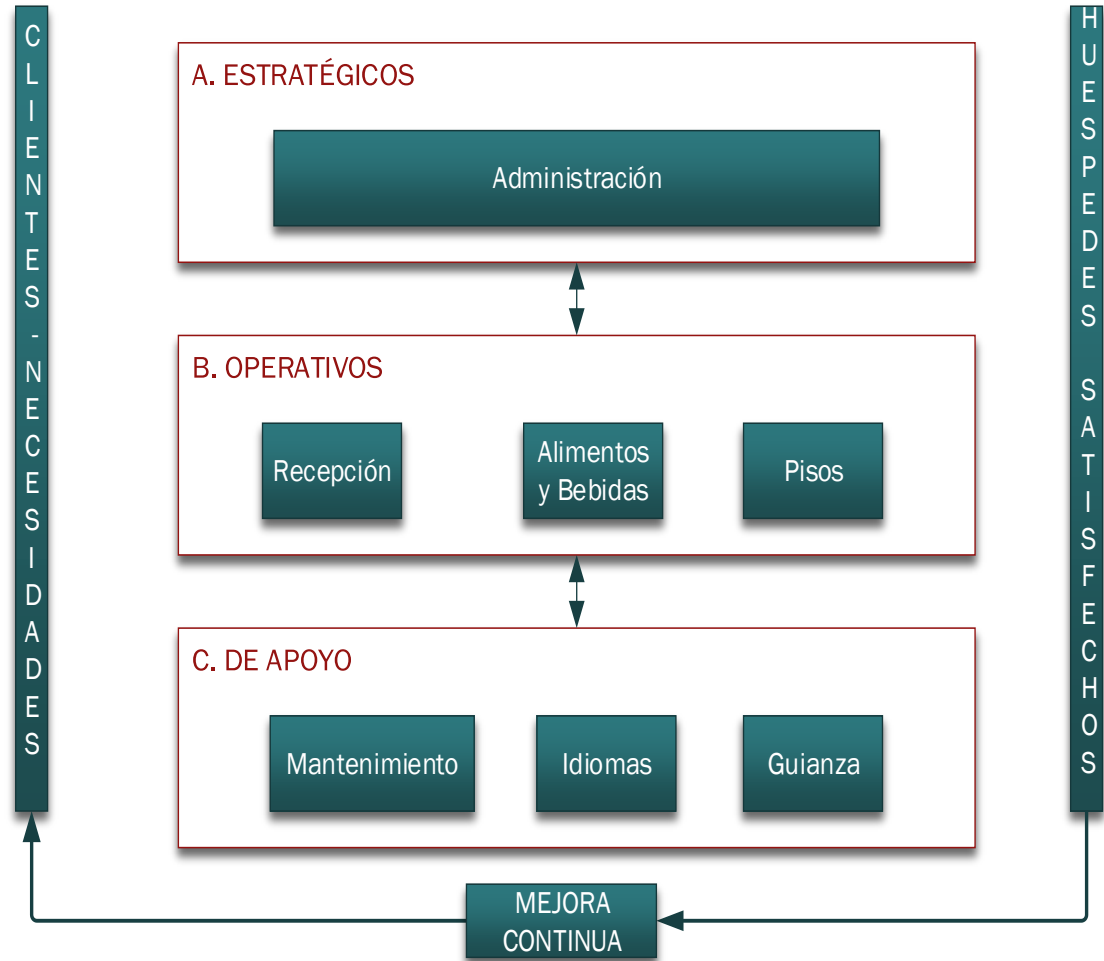 CLIENTES-NECESIDADES
A. ESTRATÉGICOS
Administración
B. OPERATIVOS
Recepción
Alimentos
y Bebidas
Pisos
C. DE APOYO
Mantenimiento
Idiomas
Guianza
HUESPEDES SATISFECHOS
MEJORA
CONTINUA